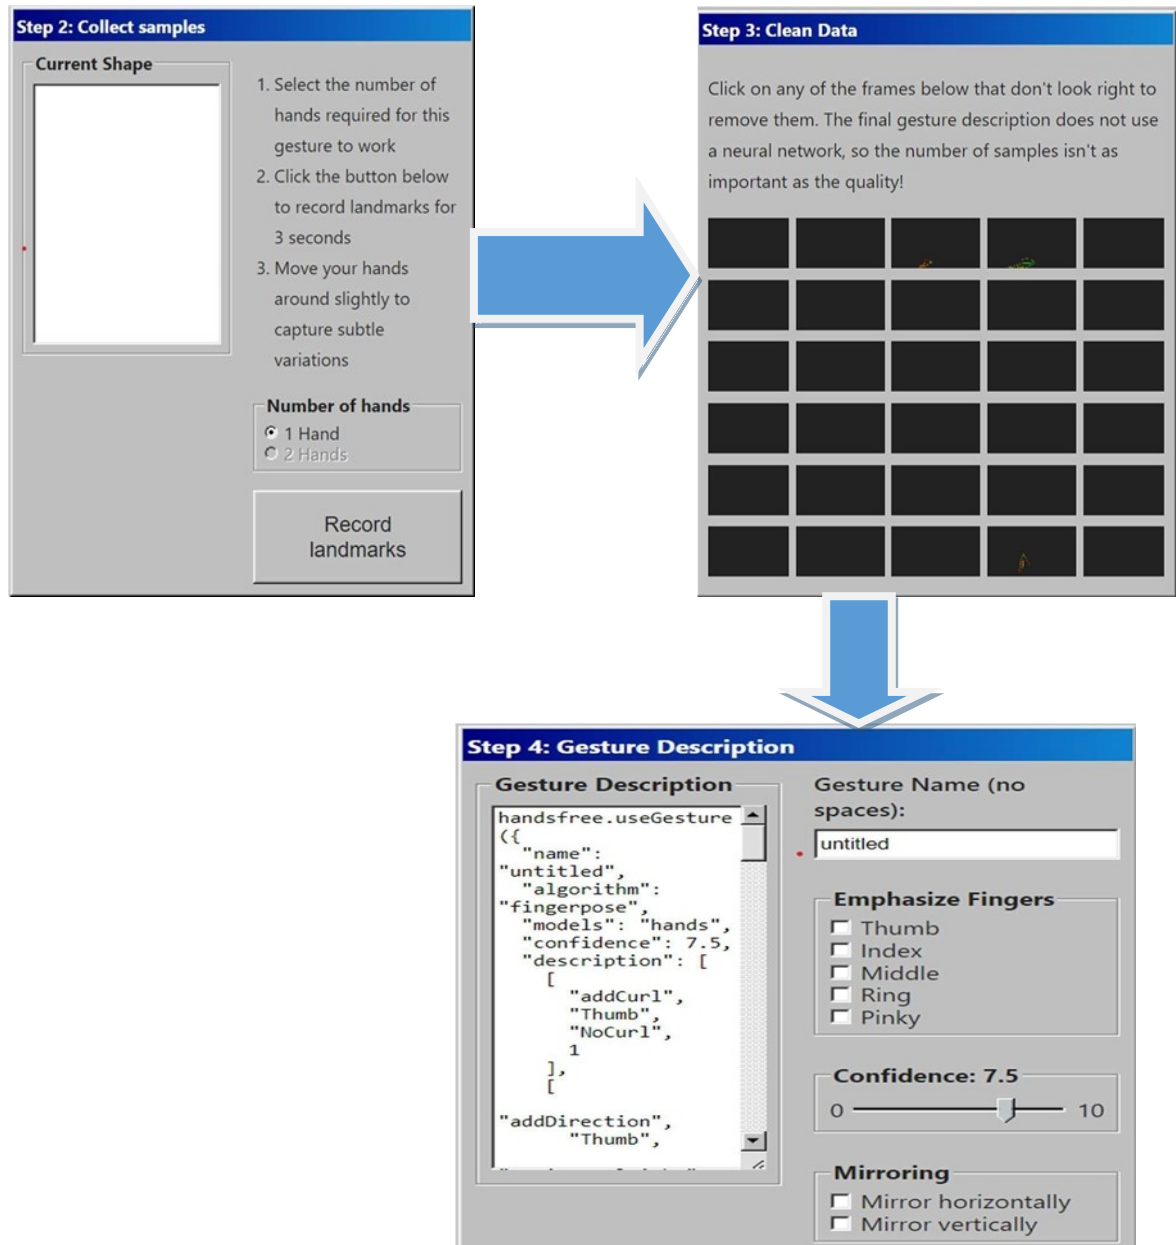 Step 2: Collect samples
Current Shape
1. Select the number of
hands required for this
gesture to work
2. Click the button below
to record landmarks for
3 seconds
3. Move your hands
around slightly to
capture subtle
variations
Number of hands
1 Hand
2 Hands
Record
landmarks
Step 3: Clean Data
Click on any of the frames below that don't look right to
remove them. The final gesture description does not use
a neural network, so the number of samples isn't as
important as the quality!
Step 4: Gesture Description
Gesture Description
handsfree.useGesture
({
"name":
"untitled",
"algorithm":
"fingerpose",
"models": "hands",
"confidence": 7.5,
"description": [
[
"addCurl",
"Thumb",
"NoCurl",
1
],
[
"addDirection",
"Thumb",
Gesture Name (no
spaces):
untitled
Emphasize Fingers
Thumb
Index
Middle
Ring
Pinky
Confidence: 7.5
0 10
Mirroring
Mirror horizontally
Mirror vertically